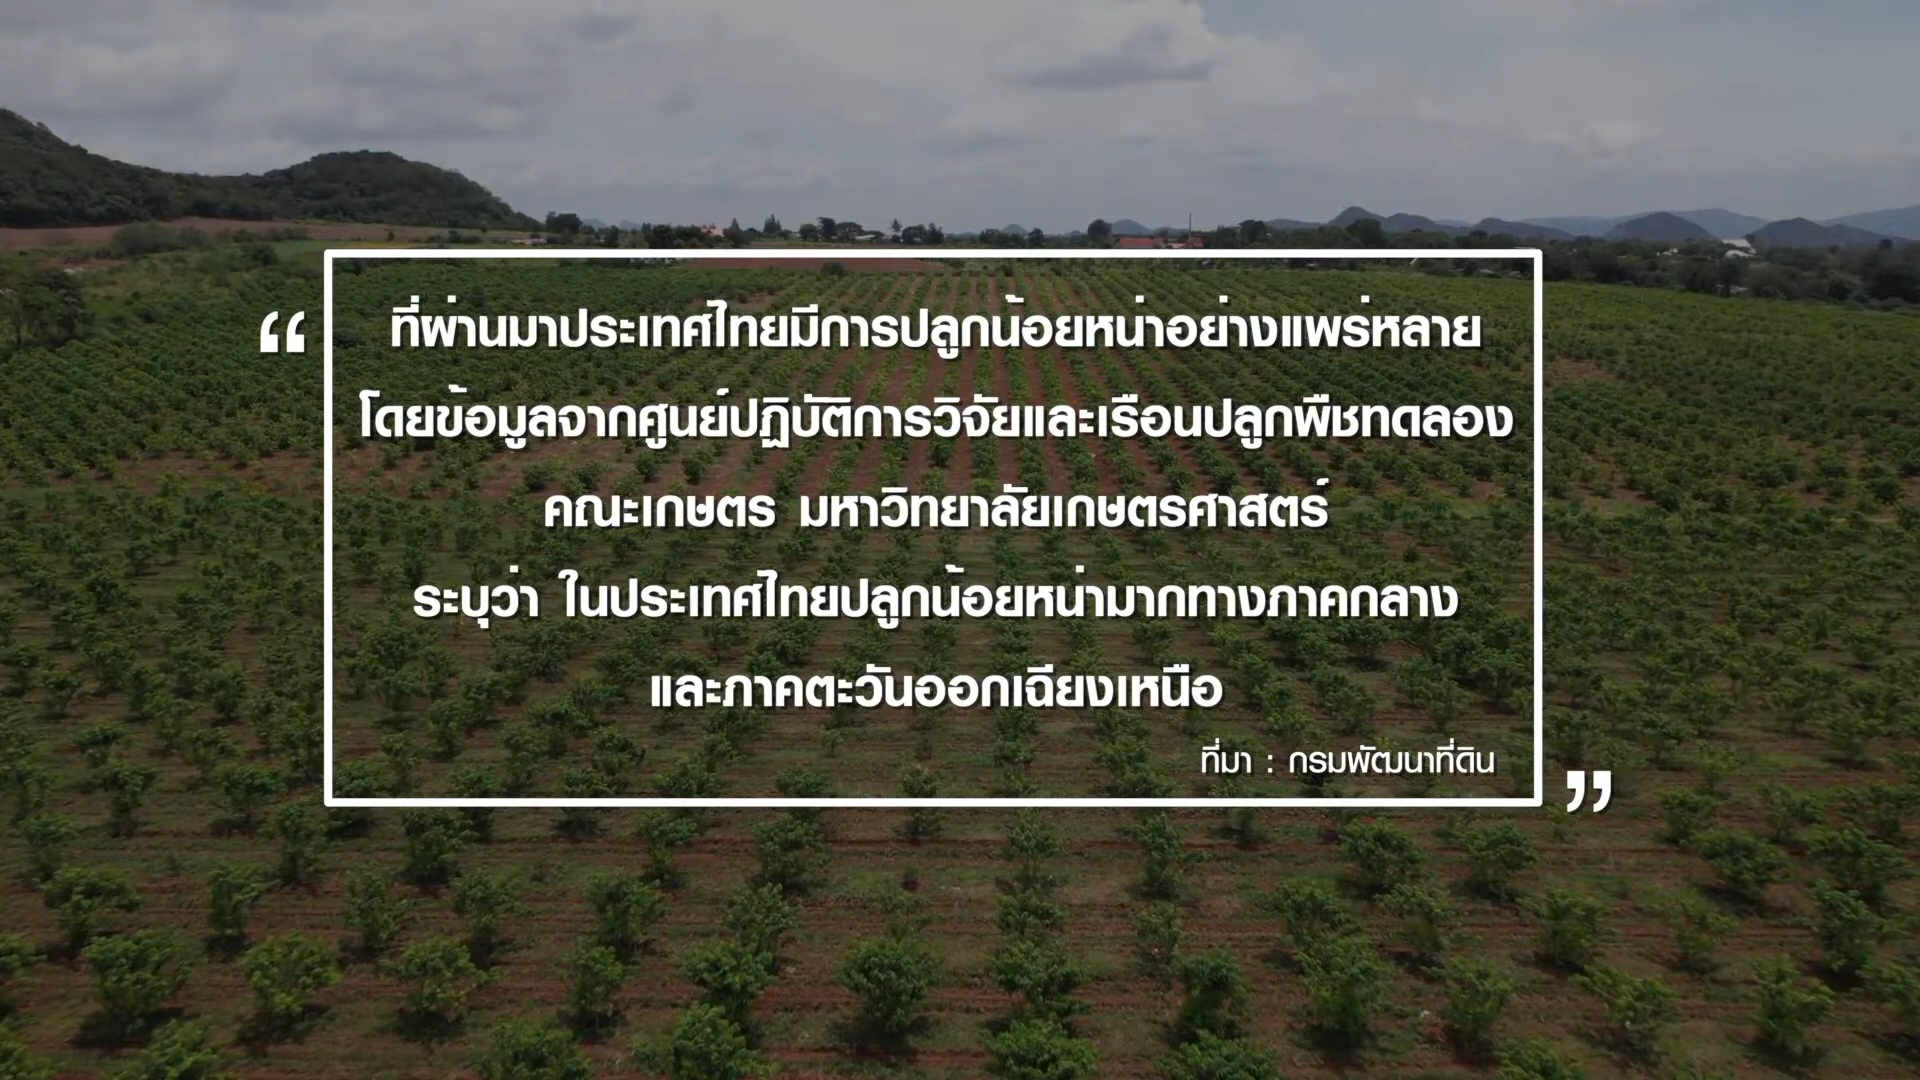 “ ที่ผ่านมาประเทศไทยมีการปลูกน้อยหน่าอย่างแพร่หลาย
โดยข้อมูลจากศูนย์ปฏิบัติการวิจัยและเรือนปลูกพืชทดลอง
คณะเกษตร มหาวิทยาลัยเกษตรศาสตร์
ระบุว่า ในประเทศไทยปลูกน้อยหน่ามากทางภาคกลาง
และภาคตะวันออกเฉียงเหนือ
ที่มา : กรมพัฒนาที่ดิน ”